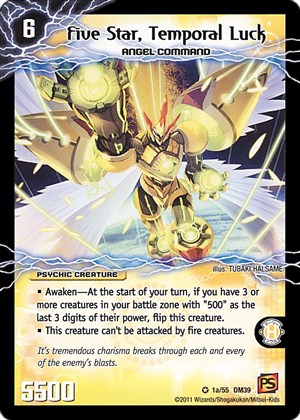 6
Five Star, Temporal Luck
ANGEL COMMAND
illus. TUBAKI HALSAME
PSYCHIC CREATURE
▪ Awaken—At the start of your turn, if you have 3
or more creatures in your battle zone with "500" as the
last 3 digits of their power, flip this creature.
▪ This creature can't be attacked by fire creatures.
It's tremendous charisma breaks through each and every
of the enemy's blasts.
5500
1a/55 DM39
PS
©2011 Wizards/Shogakukan/Mitsei-Kids